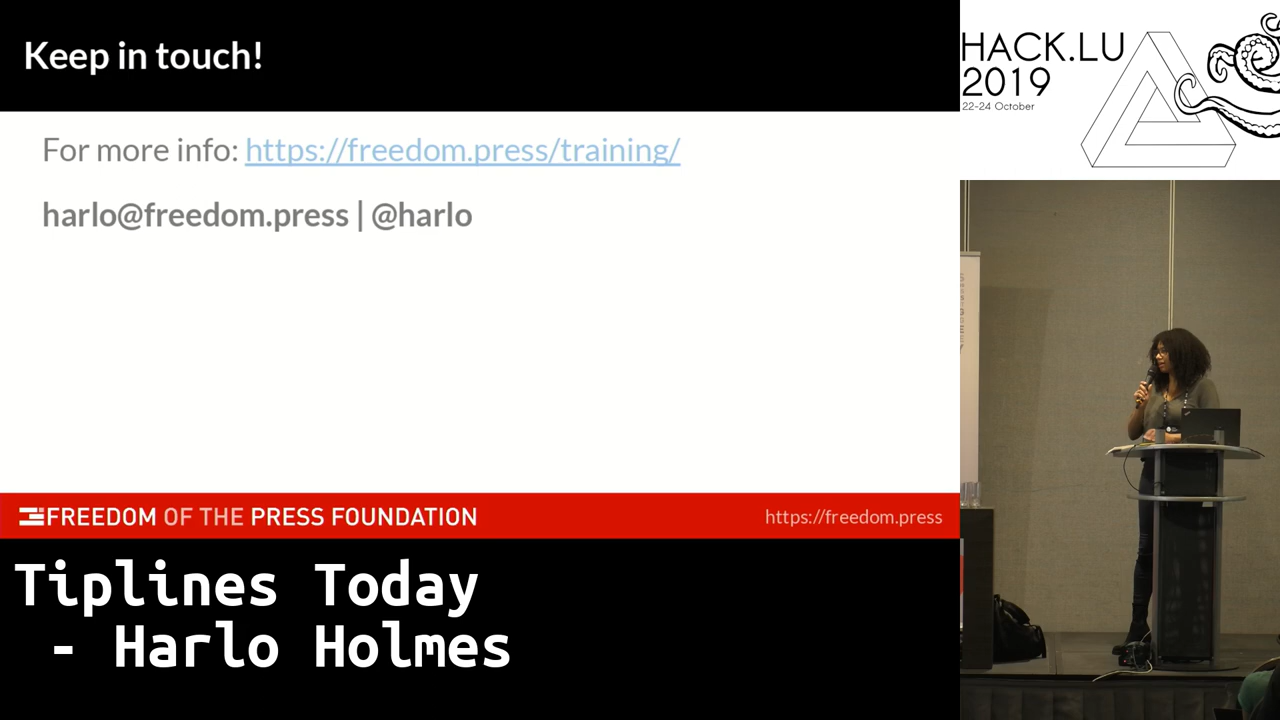 Keep in touch!
For more info: https://freedom.press/training/
harlo@freedom.press | @harlo
FREEDOM OF THE PRESS FOUNDATION
https://freedom.press
Tiplines Today
- Harlo Holmes
HACK.LU
2019
22-24 October